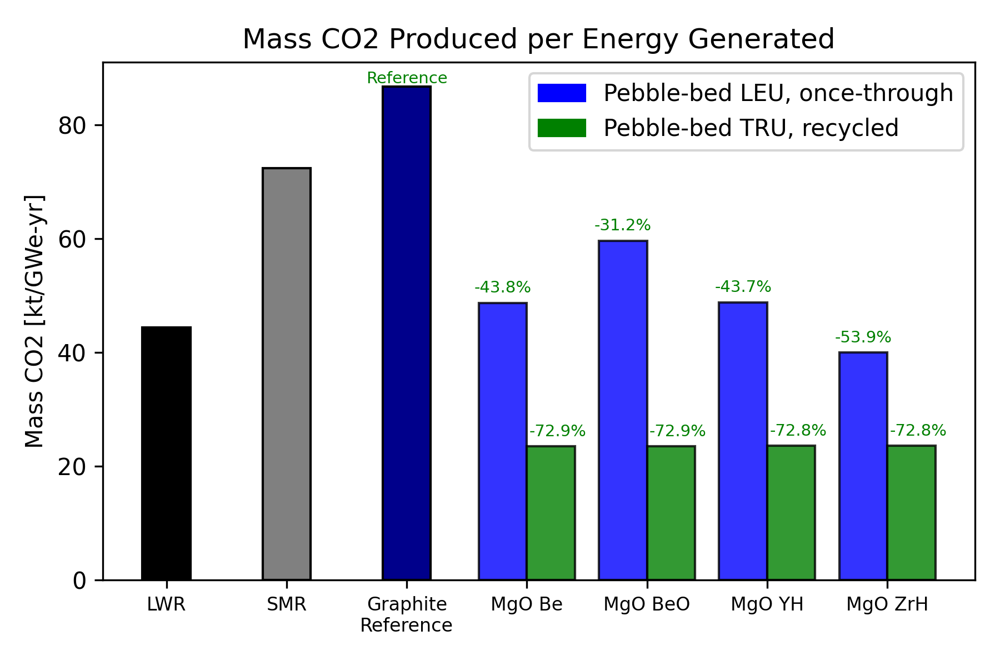 Mass CO2 Produced per Energy Generated
Mass CO2 [kt/GWe-yr]
80
60
40
20
0
Reference
Pebble-bed LEU, once-through
Pebble-bed TRU, recycled
-43.8%
-72.9%
-31.2%
-72.9%
-43.7%
-72.8%
-53.9%
-72.8%
LWR
SMR
Graphite
Reference
MgO Be
MgO BeO
MgO YH
MgO ZrH